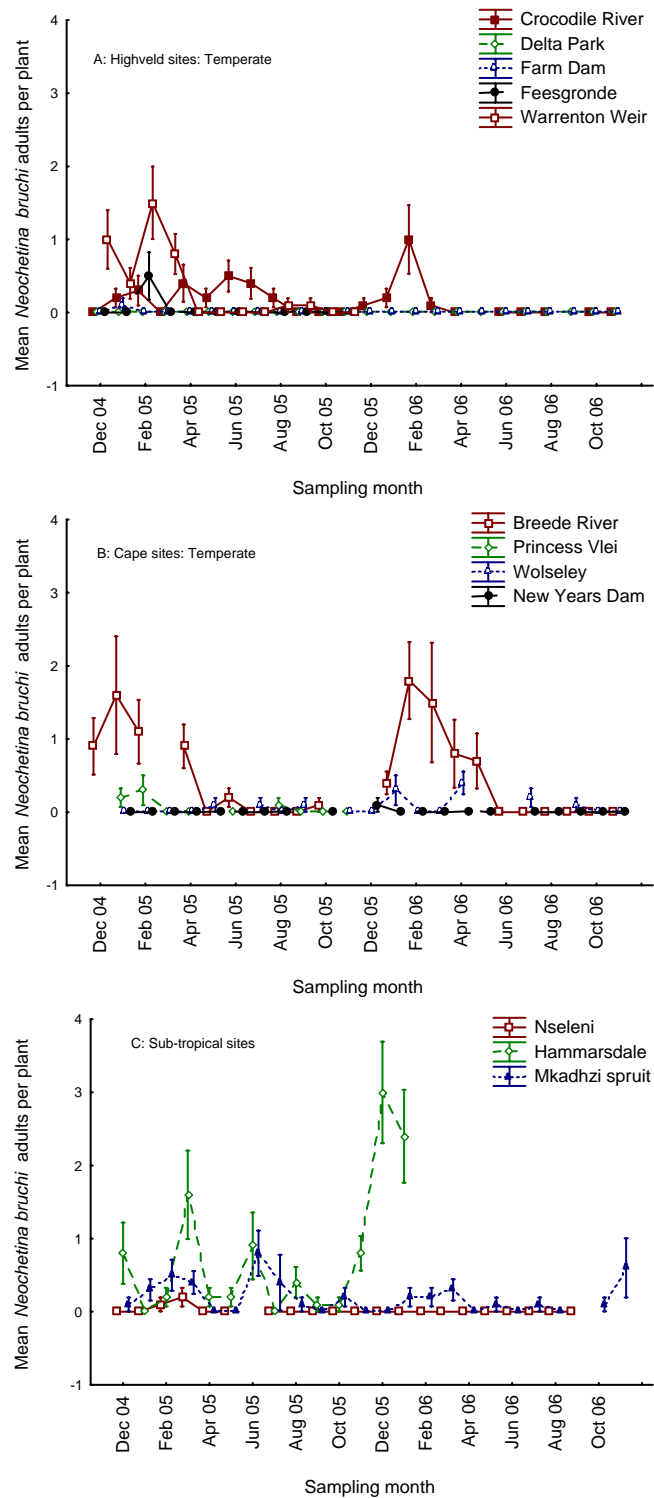 4
3
2
1
0
-1
Mean Neochetina bruchi adults per plant
A: Highveld sites: Temperate
Crocodile River
Delta Park
Farm Dam
Feesgronde
Warrenton Weir
Dec 04
Feb 05
Apr 05
Jun 05
Aug 05
Oct 05
Dec 05
Feb 06
Apr 06
Jun 06
Aug 06
Oct 06
Sampling month
4
3
2
1
0
-1
Mean Neochetina bruchi adults per plant
B: Cape sites: Temperate
Breede River
Princess Vlei
Wolseley
New Years Dam
Dec 04
Feb 05
Apr 05
Jun 05
Aug 05
Oct 05
Dec 05
Feb 06
Apr 06
Jun 06
Aug 06
Oct 06
Sampling month
4
3
2
1
0
-1
Mean Neochetina bruchi adults per plant
C: Sub-tropical sites
Nseleni
Hammarsdale
Mkadhzi spruit
Dec 04
Feb 05
Apr 05
Jun 05
Aug 05
Oct 05
Dec 05
Feb 06
Apr 06
Jun 06
Aug 06
Oct 06
Sampling month